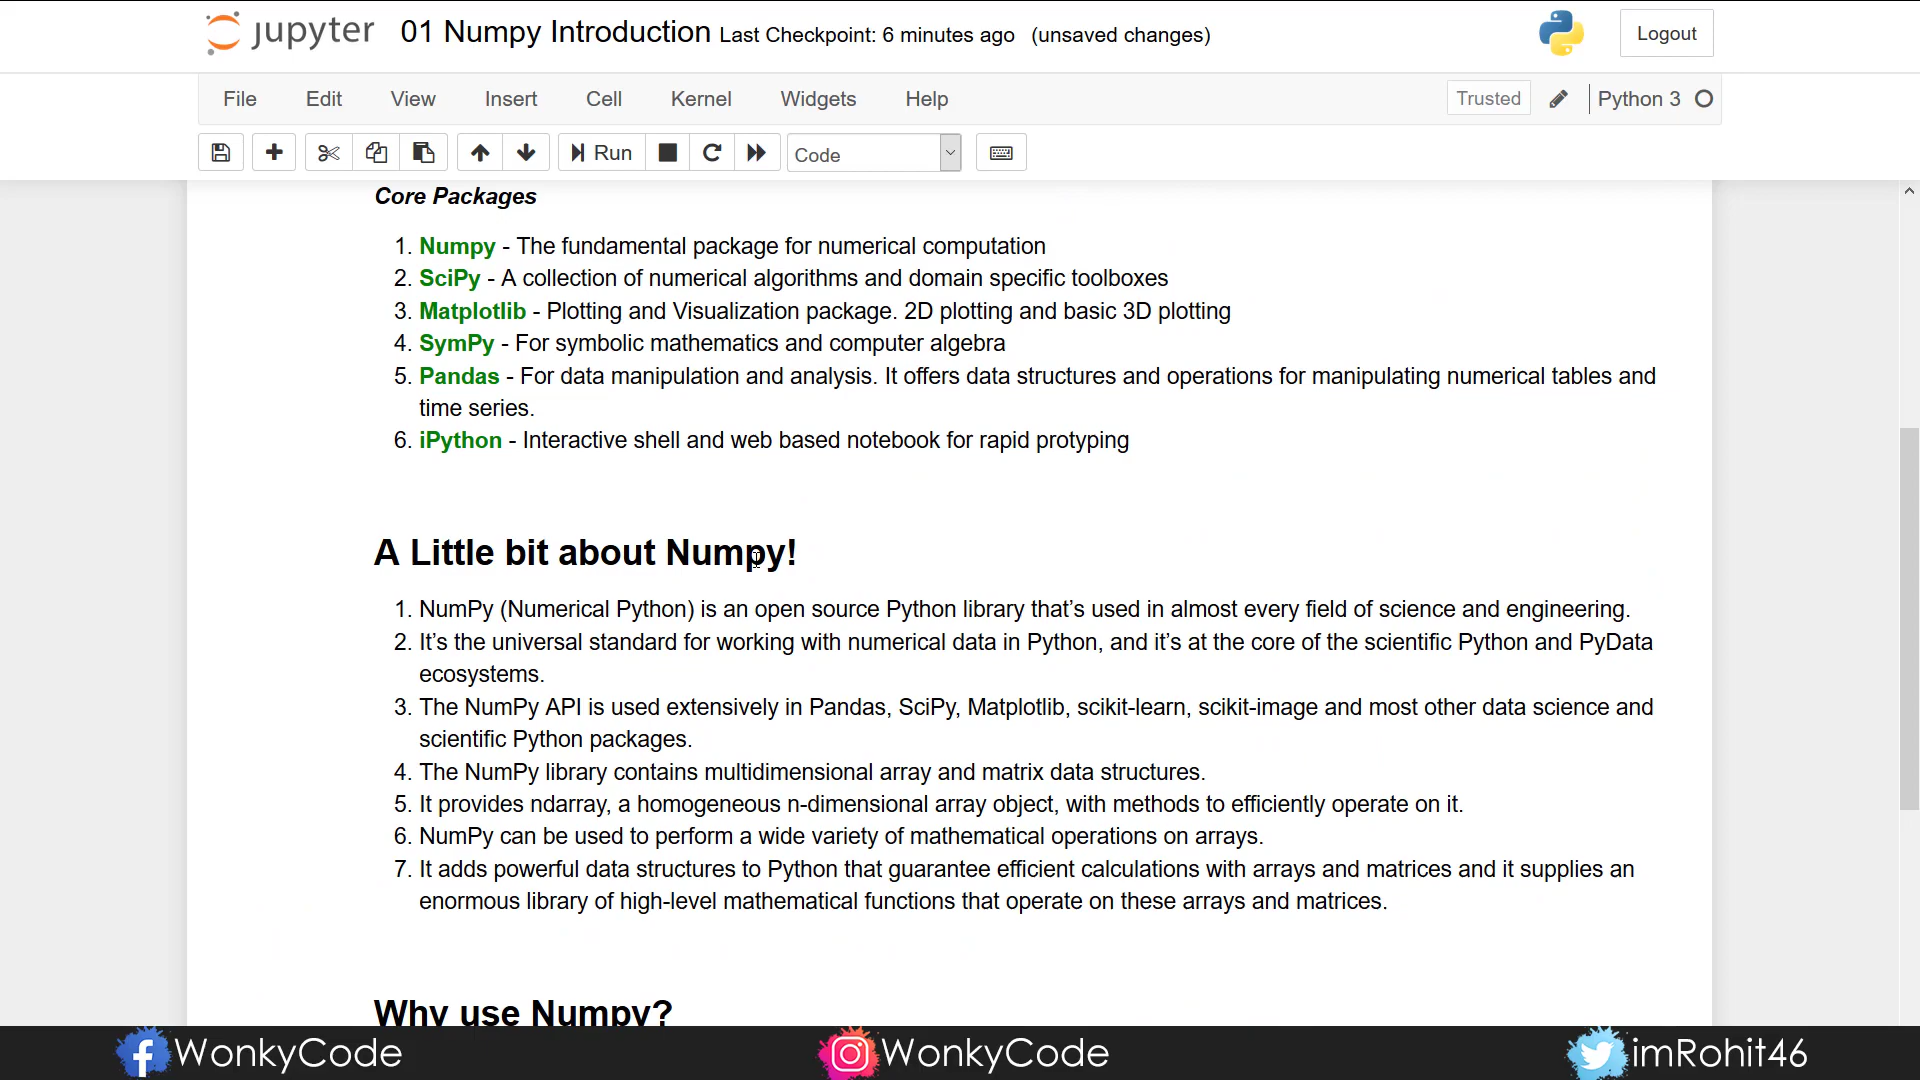 jupyter 01 Numpy Introduction Last Checkpoint: 6 minutes ago (unsaved changes) Logout
File Edit View Insert Cell Kernel Widgets Help Trusted Python 3
Run Code
Core Packages
1. Numpy - The fundamental package for numerical computation
2. SciPy - A collection of numerical algorithms and domain specific toolboxes
3. Matplotlib - Plotting and Visualization package. 2D plotting and basic 3D plotting
4. SymPy - For symbolic mathematics and computer algebra
5. Pandas - For data manipulation and analysis. It offers data structures and operations for manipulating numerical tables and
time series.
6. iPython - Interactive shell and web based notebook for rapid protyping
A Little bit about Numpy!
1. NumPy (Numerical Python) is an open source Python library that’s used in almost every field of science and engineering.
2. It’s the universal standard for working with numerical data in Python, and it’s at the core of the scientific Python and PyData
ecosystems.
3. The NumPy API is used extensively in Pandas, SciPy, Matplotlib, scikit-learn, scikit-image and most other data science and
scientific Python packages.
4. The NumPy library contains multidimensional array and matrix data structures.
5. It provides ndarray, a homogeneous n-dimensional array object, with methods to efficiently operate on it.
6. NumPy can be used to perform a wide variety of mathematical operations on arrays.
7. It adds powerful data structures to Python that guarantee efficient calculations with arrays and matrices and it supplies an
enormous library of high-level mathematical functions that operate on these arrays and matrices.
Why use Numpy?
WonkyCode WonkyCode imRohit46